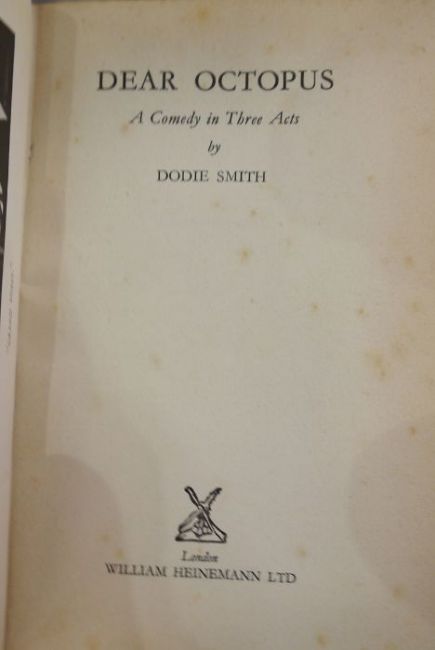 DEAR OCTOPUS
A Comedy in Three Acts
by
DODIE SMITH
London
WILLIAM HEINEMANN LTD